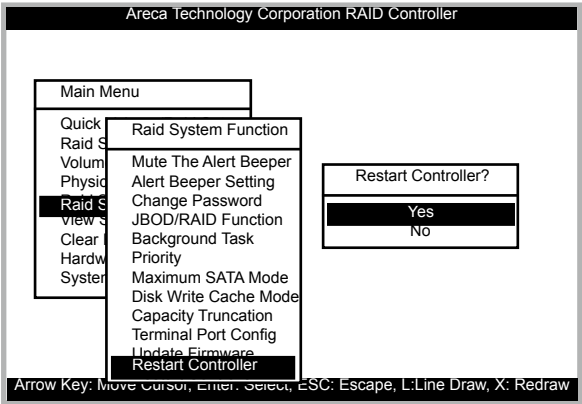 Areca Technology Corporation RAID Controller
Main Menu
Quick
Raid S
Volum
Physic
Raid S
View S
Clear
Hardw
System
Raid System Function
Mute The Alert Beeper
Alert Beeper Setting
Change Password
JBOD/RAID Function
Background Task
Priority
Maximum SATA Mode
Disk Write Cache Mode
Capacity Truncation
Terminal Port Config
Update Firmware
Restart Controller
Restart Controller?
Yes
No
Arrow Key: Move Cursor, Enter: Select, ESC: Escape, L:Line Draw, X: Redraw